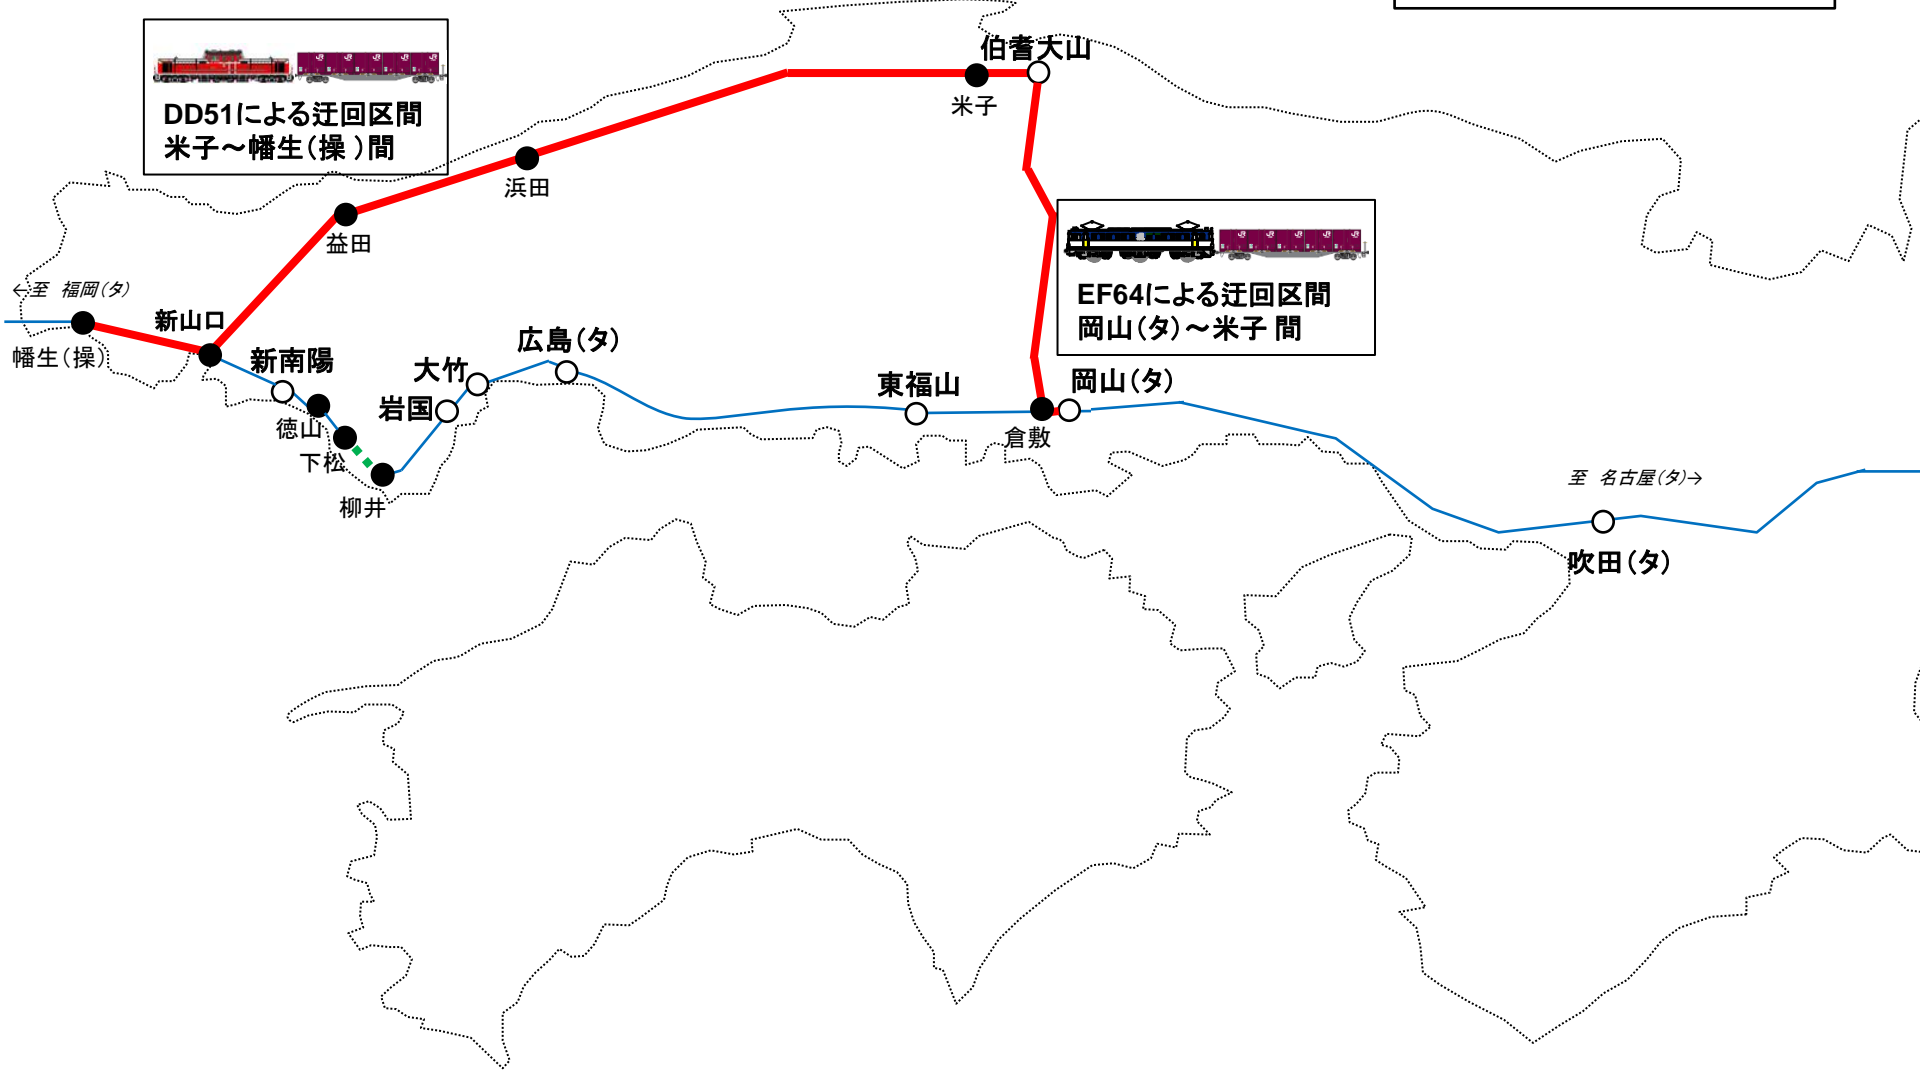 伯耆大山
米子
DD51による迂回区間
米子～幡生(操 )間
浜田
益田
EF64による迂回区間
岡山(タ)～米子 間
←至 福岡(タ)
新山口
幡生(操)
新南陽
大竹
広島(タ)
岩国
東福山
岡山(タ)
倉敷
徳山
下松
柳井
至 名古屋(タ)→
吹田(タ)